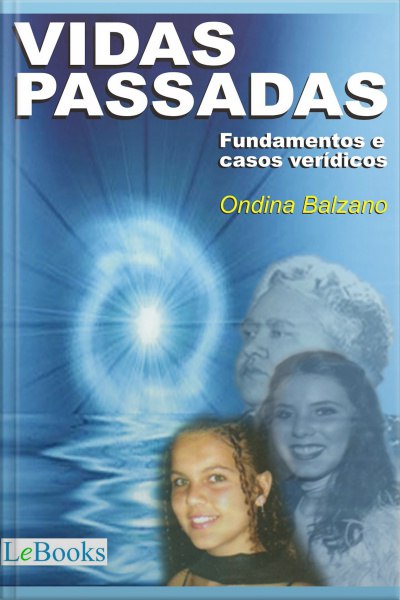 VIDAS
PASSADAS
Fundamentos e
casos verídicos
Ondina Balzano
LeBooks